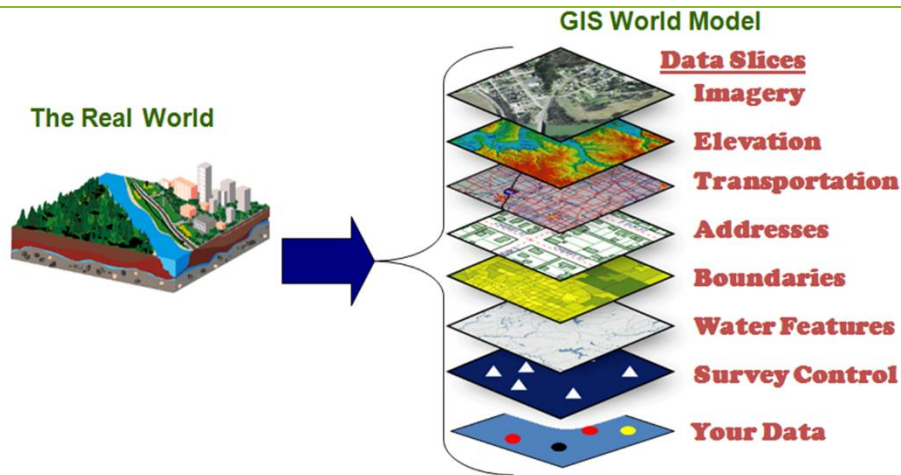 GIS World Model
The Real World
Data Slices
Imagery
Elevation
Transportation
Addresses
Boundaries
Water Features
Survey Control
Your Data